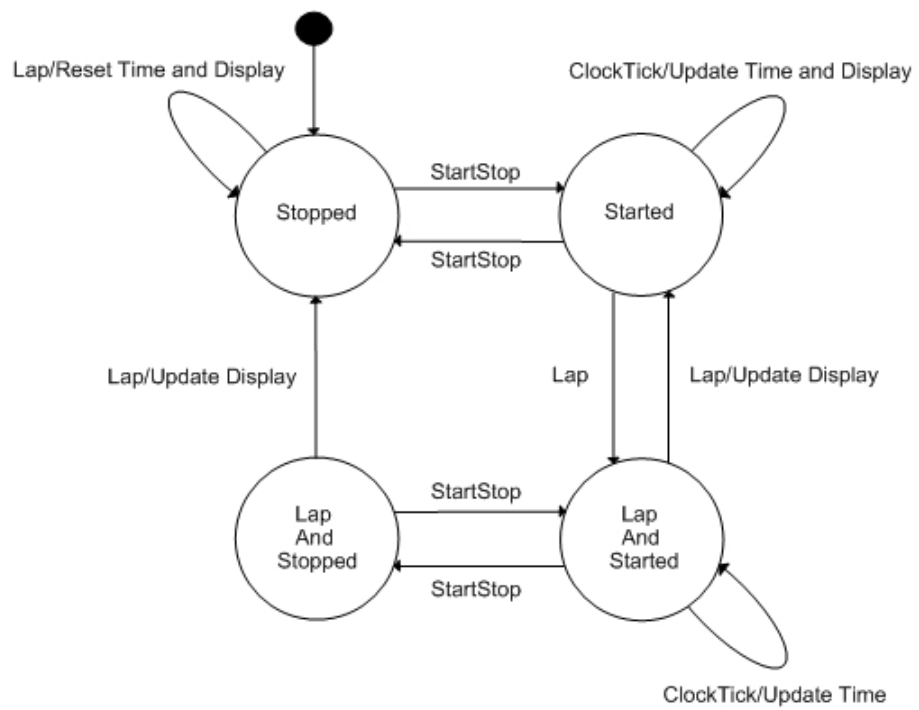 Lap/Reset Time and Display
ClockTick/Update Time and Display
StartStop
Stopped
Started
StartStop
Lap/Update Display
Lap
Lap/Update Display
StartStop
Lap
And
Stopped
Lap
And
Started
StartStop
ClockTick/Update Time